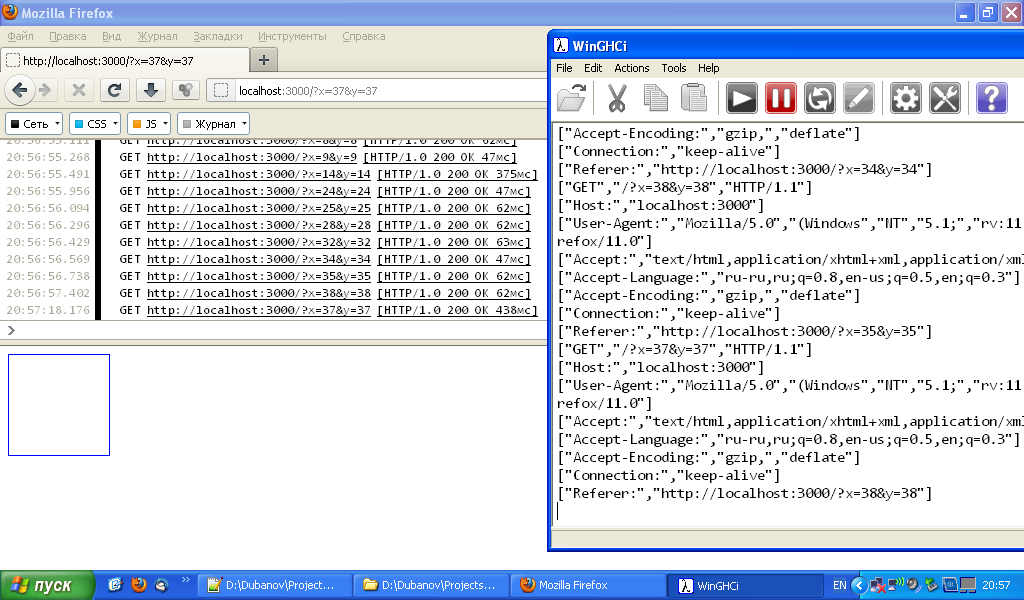 Mozilla Firefox
Файл Правка Вид Журнал Закладки Инструменты Справка
http://localhost:3000/?x=37&y=37
localhost:3000/?x=37&y=37
Сеть CSS JS Журнал
20:56:55.111 GET http://localhost:3000/?x=8&y=8 [HTTP/1.0 200 OK 62мс]
20:56:55.268 GET http://localhost:3000/?x=9&y=9 [HTTP/1.0 200 OK 47мс]
20:56:55.491 GET http://localhost:3000/?x=14&y=14 [HTTP/1.0 200 OK 375мс]
20:56:55.956 GET http://localhost:3000/?x=24&y=24 [HTTP/1.0 200 OK 47мс]
20:56:56.094 GET http://localhost:3000/?x=25&y=25 [HTTP/1.0 200 OK 62мс]
20:56:56.296 GET http://localhost:3000/?x=28&y=28 [HTTP/1.0 200 OK 62мс]
20:56:56.429 GET http://localhost:3000/?x=32&y=32 [HTTP/1.0 200 OK 63мс]
20:56:56.569 GET http://localhost:3000/?x=34&y=34 [HTTP/1.0 200 OK 47мс]
20:56:56.738 GET http://localhost:3000/?x=35&y=35 [HTTP/1.0 200 OK 62мс]
20:56:57.402 GET http://localhost:3000/?x=38&y=38 [HTTP/1.0 200 OK 62мс]
20:57:18.176 GET http://localhost:3000/?x=37&y=37 [HTTP/1.0 200 OK 438мс]
WinGHCi
File Edit Actions Tools Help
["Accept-Encoding:","gzip,","deflate"]
["Connection:","keep-alive"]
["Referer:","http://localhost:3000/?x=34&y=34"]
["GET","/?x=38&y=38","HTTP/1.1"]
["Host:","localhost:3000"]
["User-Agent:","Mozilla/5.0","(Windows","NT","5.1;","rv:11
refox/11.0"]
["Accept:","text/html,application/xhtml+xml,application/xml
["Accept-Language:","ru-ru,ru;q=0.8,en-us;q=0.5,en;q=0.3"]
["Accept-Encoding:","gzip,","deflate"]
["Connection:","keep-alive"]
["Referer:","http://localhost:3000/?x=35&y=35"]
["GET","/?x=37&y=37","HTTP/1.1"]
["Host:","localhost:3000"]
["User-Agent:","Mozilla/5.0","(Windows","NT","5.1;","rv:11
refox/11.0"]
["Accept:","text/html,application/xhtml+xml,application/xml
["Accept-Language:","ru-ru,ru;q=0.8,en-us;q=0.5,en;q=0.3"]
["Accept-Encoding:","gzip,","deflate"]
["Connection:","keep-alive"]
["Referer:","http://localhost:3000/?x=38&y=38"]
пуск D:\Dubanov\Project... D:\Dubanov\Projects... Mozilla Firefox WinGHCi EN 20:57